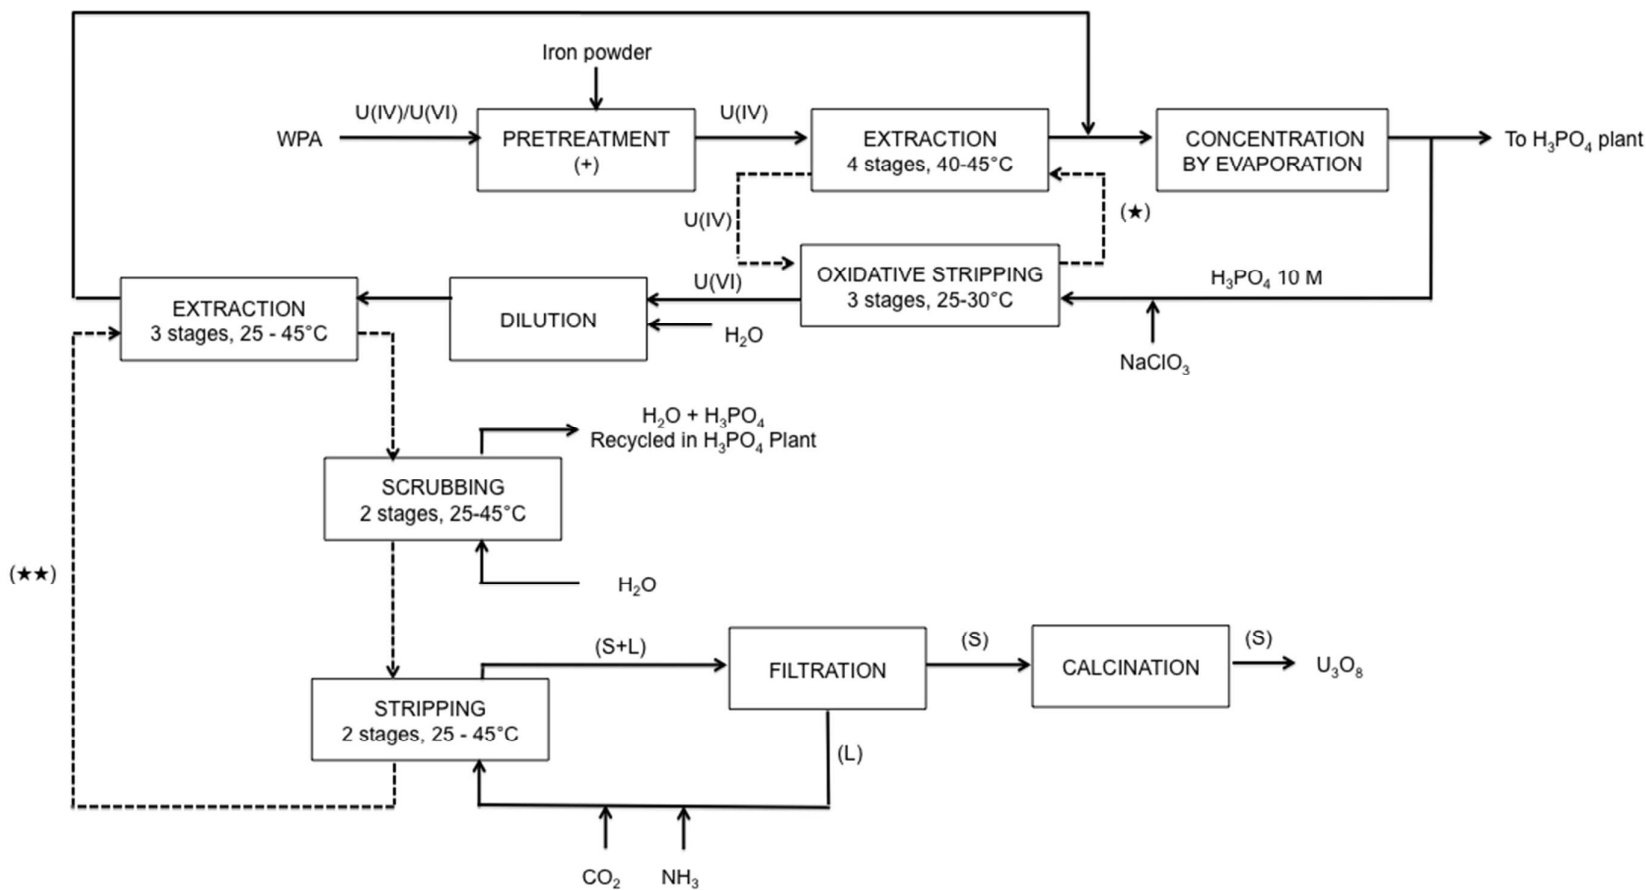 Iron powder
U(IV)/U(VI)
U(IV)
WPA
PRETREATMENT
(+)
EXTRACTION
4 stages, 40-45°C
CONCENTRATION
BY EVAPORATION
To H₃PO₄ plant
U(IV)
(★)
OXIDATIVE STRIPPING
3 stages, 25-30°C
H₃PO₄ 10 M
NaClO₃
U(VI)
H₂O
DILUTION
EXTRACTION
3 stages, 25 - 45°C
H₂O + H₃PO₄
Recycled in H₃PO₄ Plant
SCRUBBING
2 stages, 25-45°C
H₂O
(★★)
STRIPPING
2 stages, 25 - 45°C
(S+L)
FILTRATION
(S)
CALCINATION
(S)
U₃O₈
(L)
CO₂
NH₃